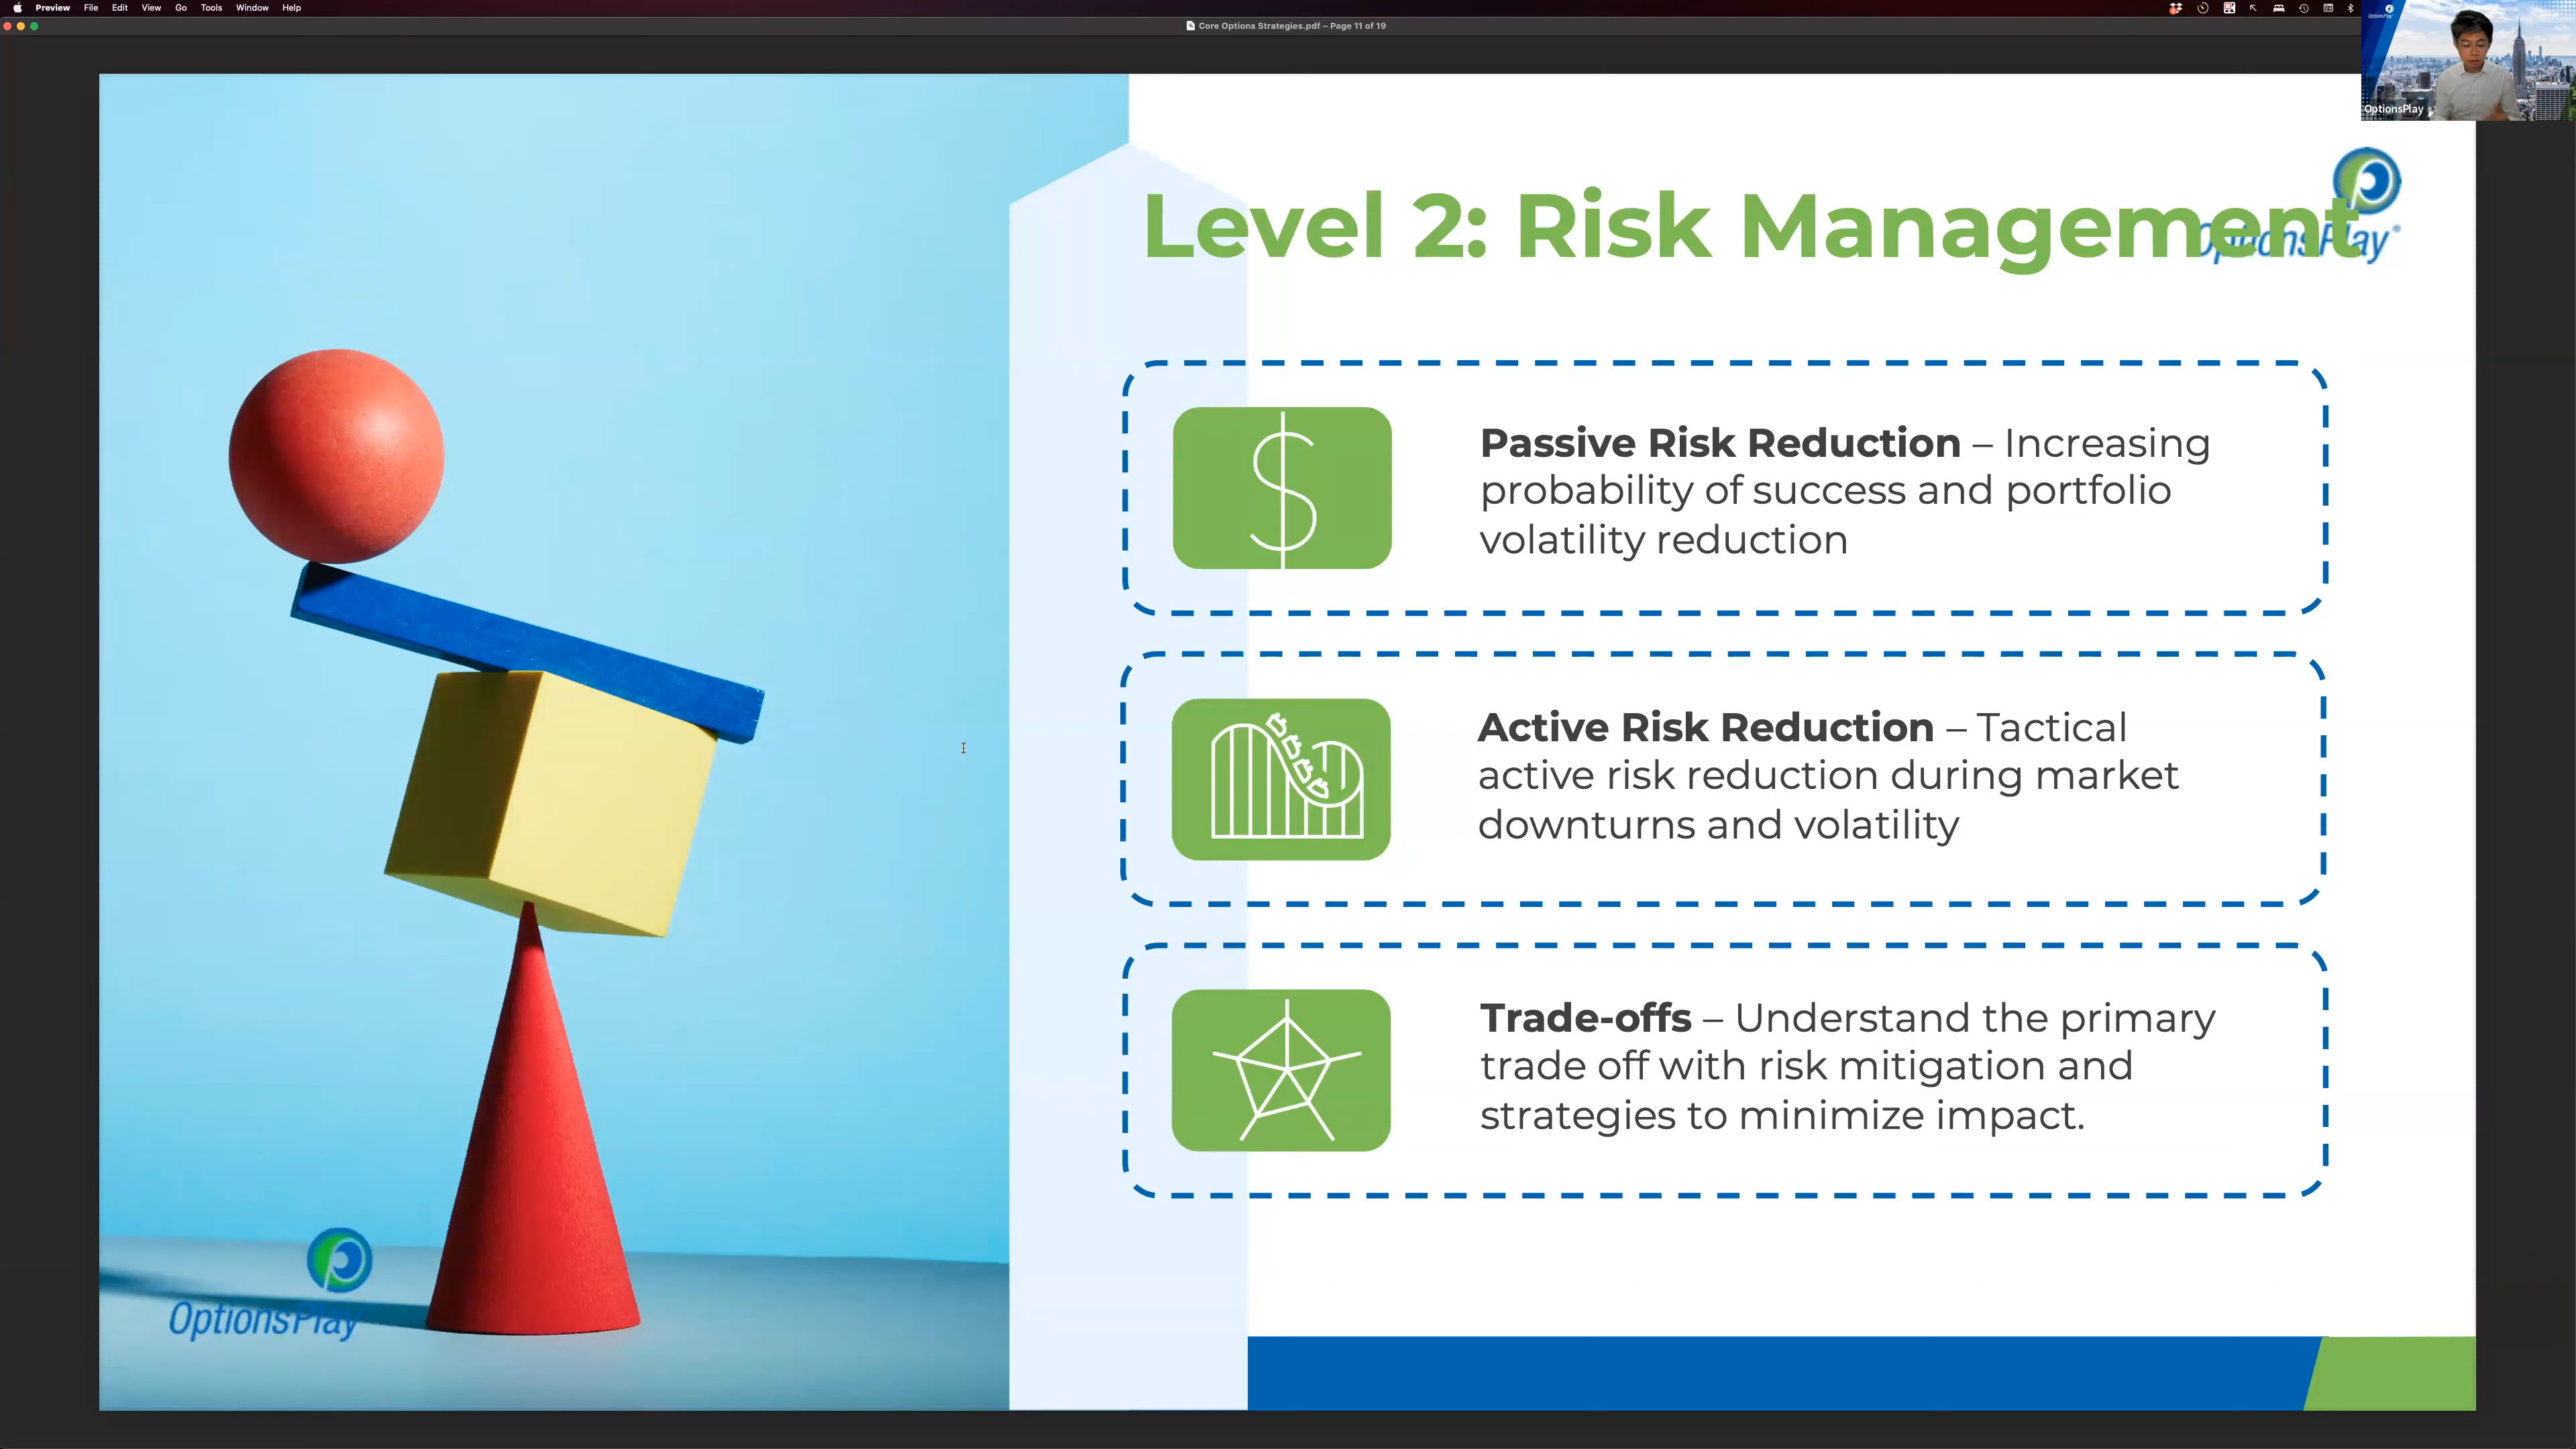 Preview File Edit View Go Tools Window Help
Core Options Strategies.pdf – Page 11 of 19
OptionsPlay
Level 2: Risk Management
OptionsPlay
Passive Risk Reduction – Increasing
probability of success and portfolio
volatility reduction
Active Risk Reduction – Tactical
active risk reduction during market
downturns and volatility
Trade-offs – Understand the primary
trade off with risk mitigation and
strategies to minimize impact.
OptionsPlay